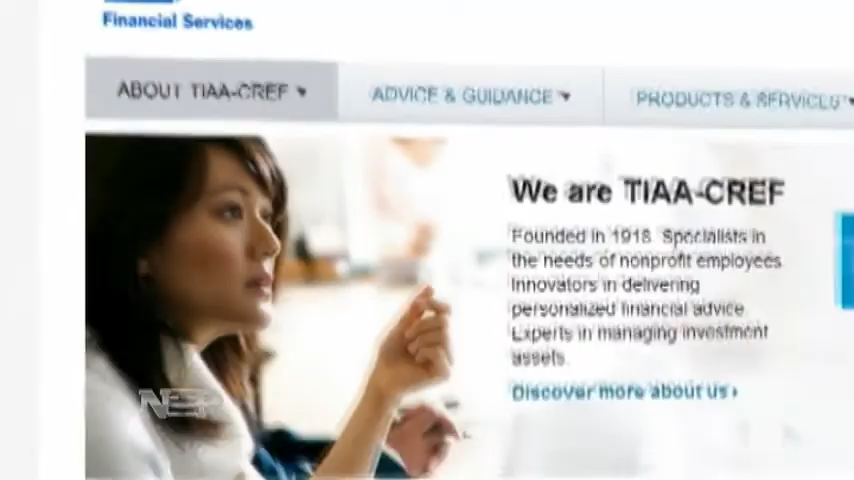 Financial Services
ABOUT TIAA-CREF
ADVICE & GUIDANCE
PRODUCTS & SERVICES
We are TIAA-CREF
Founded in 1918. Specialists in
the needs of nonprofit employees.
Innovators in delivering
personalized financial advice.
Experts in managing investment
assets.
Discover more about us ›